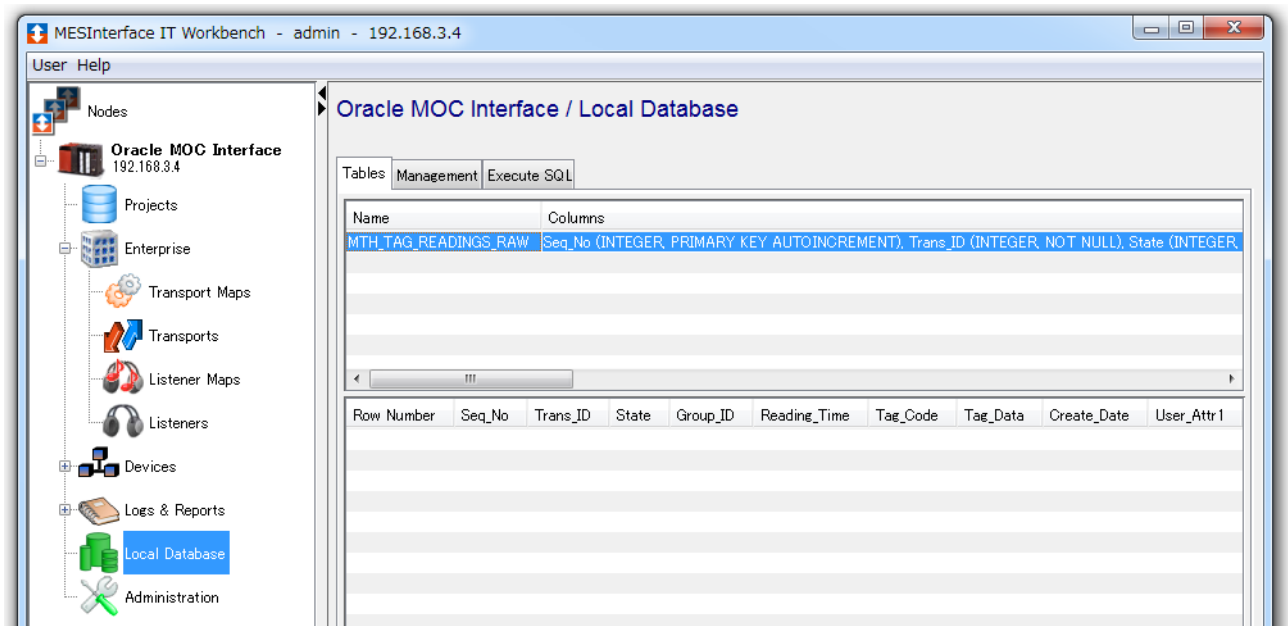 MESInterface IT Workbench - admin - 192.168.3.4
User Help
Nodes
Oracle MOC Interface
192.168.3.4
Projects
Enterprise
Transport Maps
Transports
Listener Maps
Listeners
Devices
Logs & Reports
Local Database
Administration
Oracle MOC Interface / Local Database
Tables Management Execute SQL
Name Columns
MTH_TAG_READINGS_RAW Seq_No (INTEGER, PRIMARY KEY AUTOINCREMENT), Trans_ID (INTEGER, NOT NULL), State (INTEGER,
Row Number Seq_No Trans_ID State Group_ID Reading_Time Tag_Code Tag_Data Create_Date User_Attr1